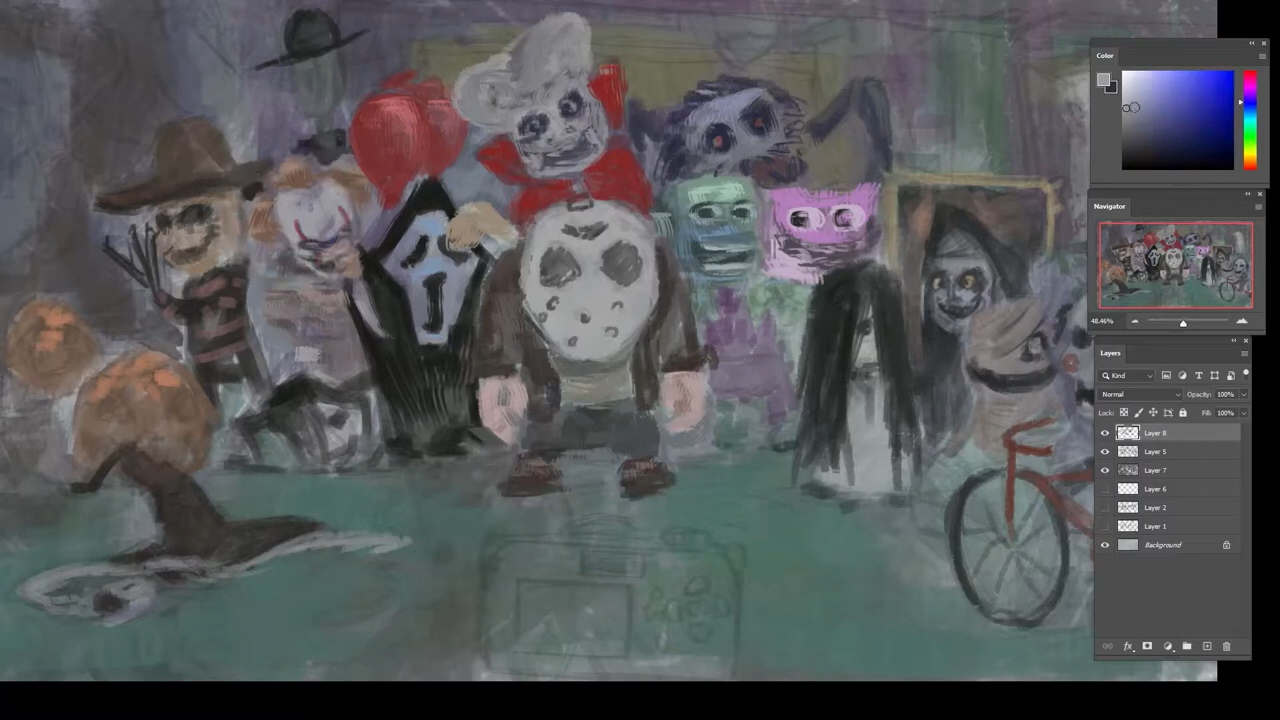 Color
Navigator
48.46%
Layers
Kind
Normal
Opacity: 100%
Lock:
Fill: 100%
Layer 8
Layer 5
Layer 7
Layer 6
Layer 2
Layer 1
Background